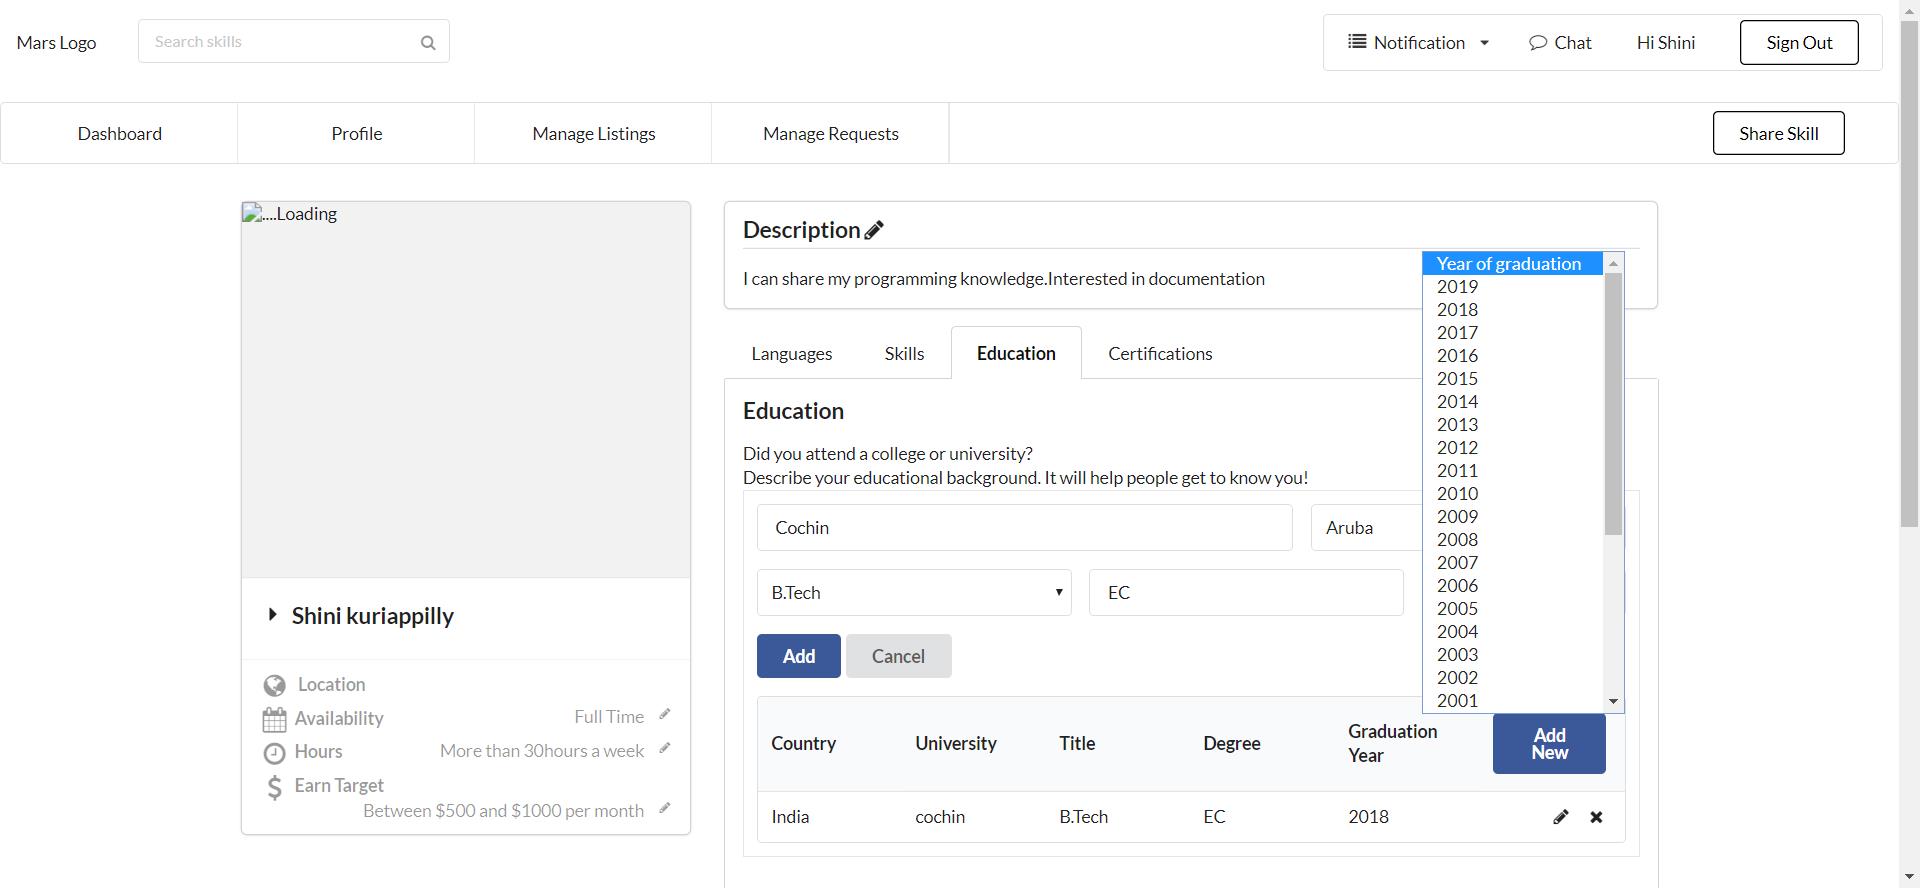 Mars Logo
Search skills
Notification
Chat
Hi Shini
Sign Out
Dashboard
Profile
Manage Listings
Manage Requests
Share Skill
....Loading
Shini kuriappilly
Location
Availability
Full Time
Hours
More than 30hours a week
Earn Target
Between $500 and $1000 per month
Description
I can share my programming knowledge.Interested in documentation
Languages
Skills
Education
Certifications
Education
Did you attend a college or university?
Describe your educational background. It will help people get to know you!
Cochin
Aruba
B.Tech
EC
Year of graduation
2019
2018
2017
2016
2015
2014
2013
2012
2011
2010
2009
2008
2007
2006
2005
2004
2003
2002
2001
Add
Cancel
Country
University
Title
Degree
Graduation
Year
Add
New
India
cochin
B.Tech
EC
2018